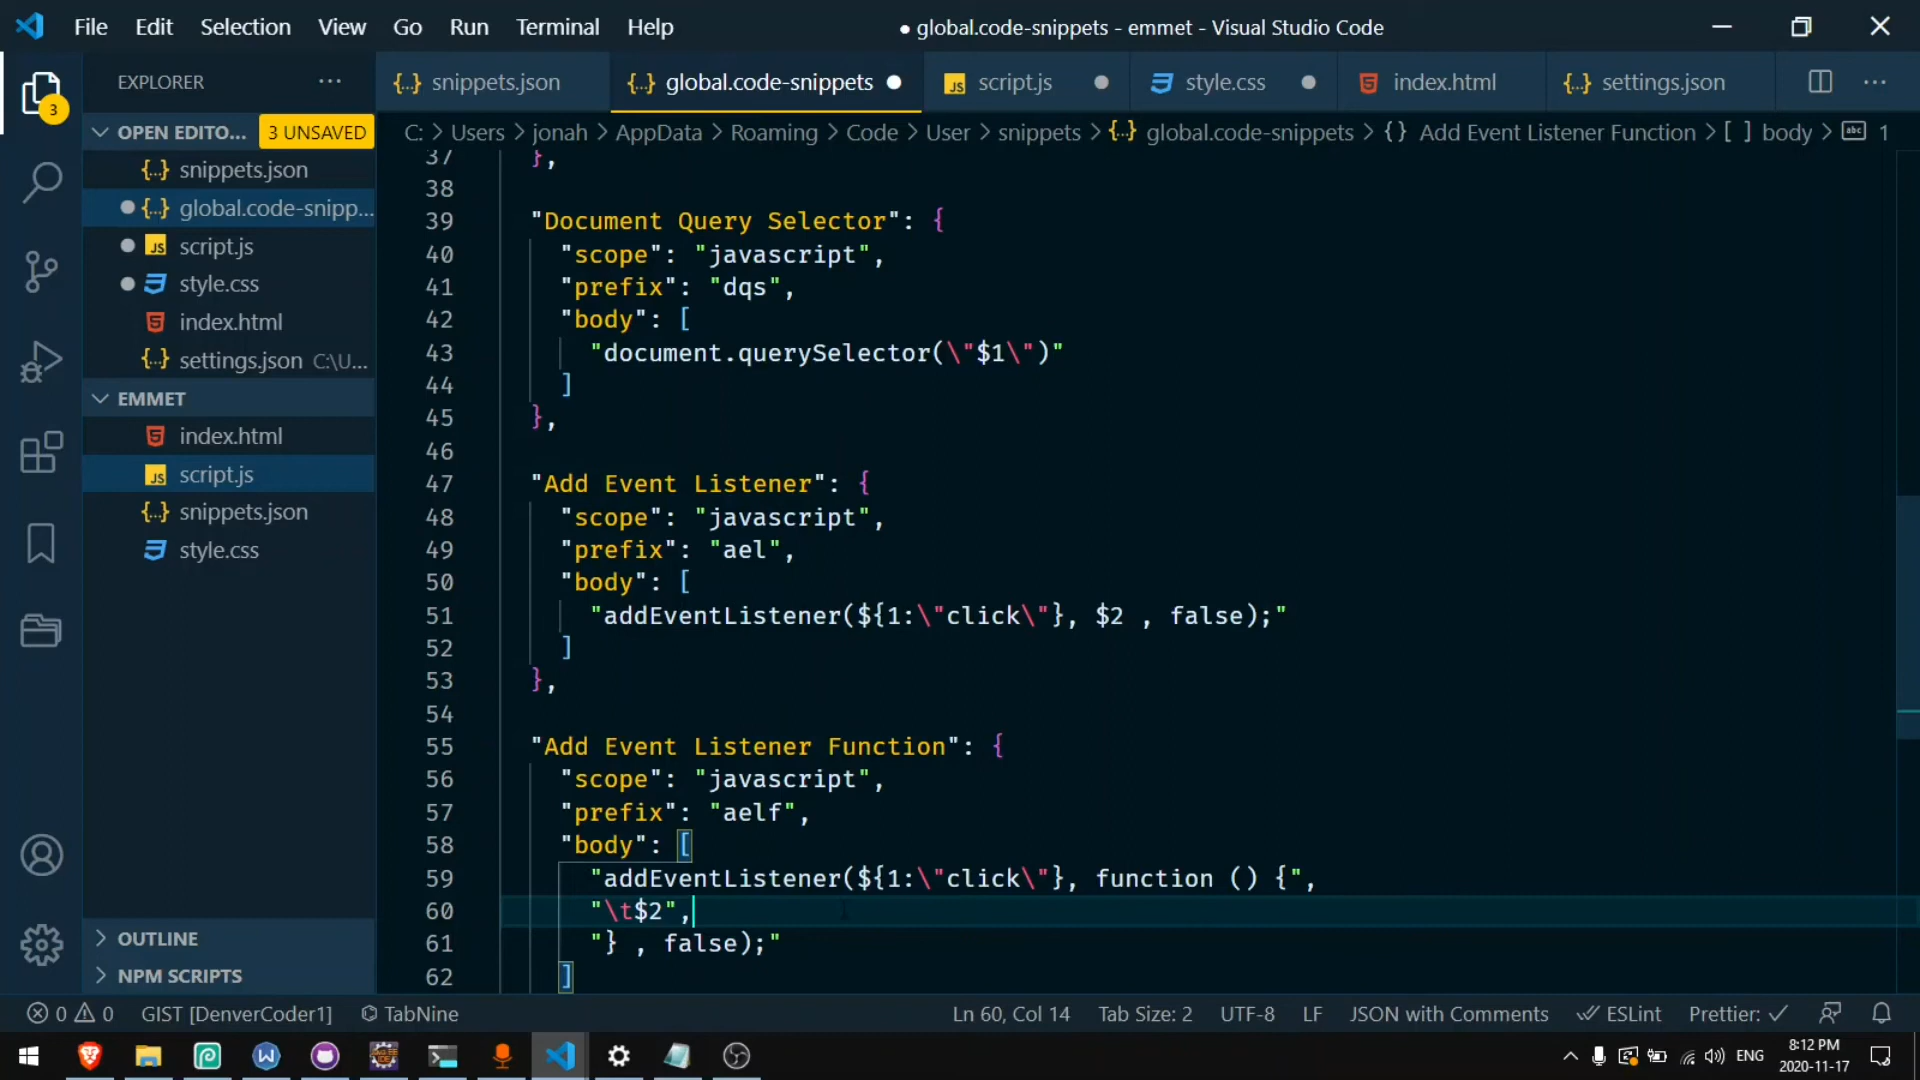 File Edit Selection View Go Run Terminal Help ● global.code-snippets - emmet - Visual Studio Code
EXPLORER ···
{..} snippets.json {..} global.code-snippets ● JS script.js ● style.css ● index.html {..} settings.json ···
3
OPEN EDITO... 3 UNSAVED
C: > Users > jonah > AppData > Roaming > Code > User > snippets > {..} global.code-snippets > {} Add Event Listener Function > [ ] body > abc 1
{..} snippets.json
● {..} global.code-snipp...
● JS script.js
● style.css
index.html
{..} settings.json C:\U...
EMMET
index.html
JS script.js
{..} snippets.json
style.css
OUTLINE
NPM SCRIPTS
37 },
38
39 "Document Query Selector": {
40 "scope": "javascript",
41 "prefix": "dqs",
42 "body": [
43 "document.querySelector(\"$1\")"
44 ]
45 },
46
47 "Add Event Listener": {
48 "scope": "javascript",
49 "prefix": "ael",
50 "body": [
51 "addEventListener(${1:\"click\"}, $2 , false);"
52 ]
53 },
54
55 "Add Event Listener Function": {
56 "scope": "javascript",
57 "prefix": "aelf",
58 "body": [
59 "addEventListener(${1:\"click\"}, function () {",
60 "\t$2",
61 "} , false);"
62 ]
0 0 GIST [DenverCoder1] TabNine Ln 60, Col 14 Tab Size: 2 UTF-8 LF JSON with Comments ESLint Prettier: ✓
ENG 8:12 PM
2020-11-17